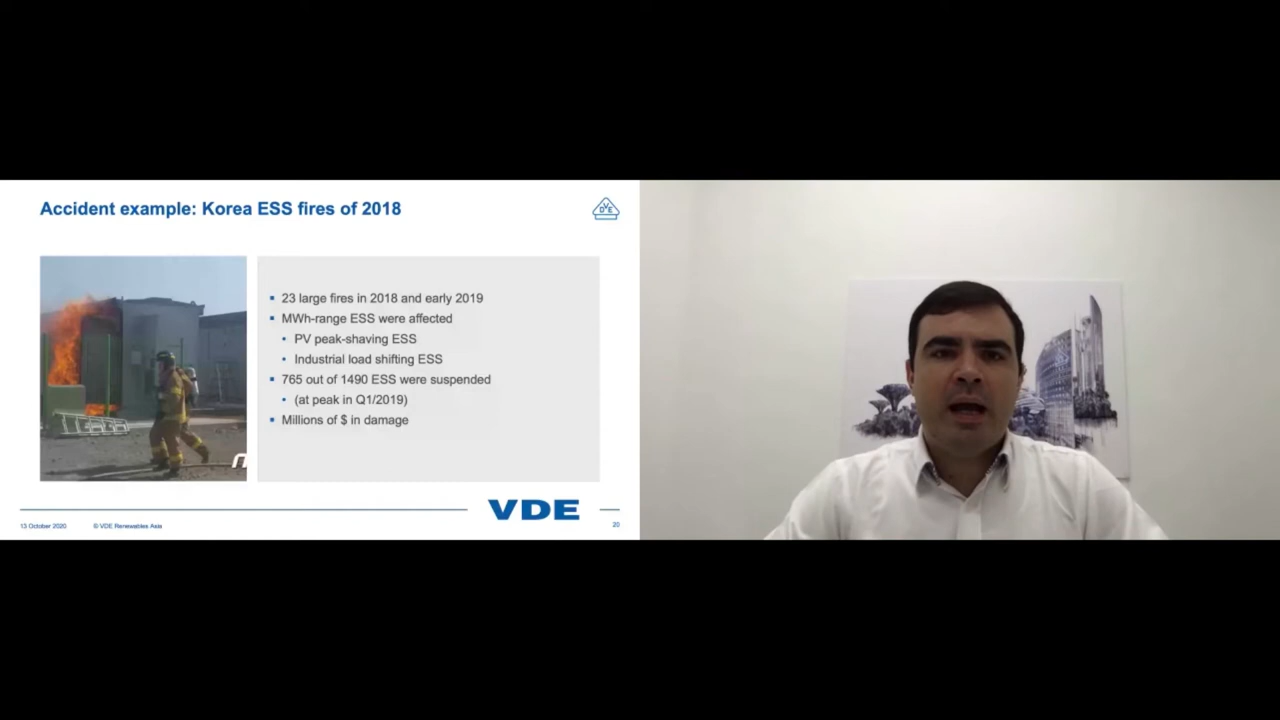 Accident example: Korea ESS fires of 2018
VDE
23 large fires in 2018 and early 2019
MWh-range ESS were affected
PV peak-shaving ESS
Industrial load shifting ESS
765 out of 1490 ESS were suspended
(at peak in Q1/2019)
Millions of $ in damage
VDE
13 October 2020
© VDE Renewables Asia
20